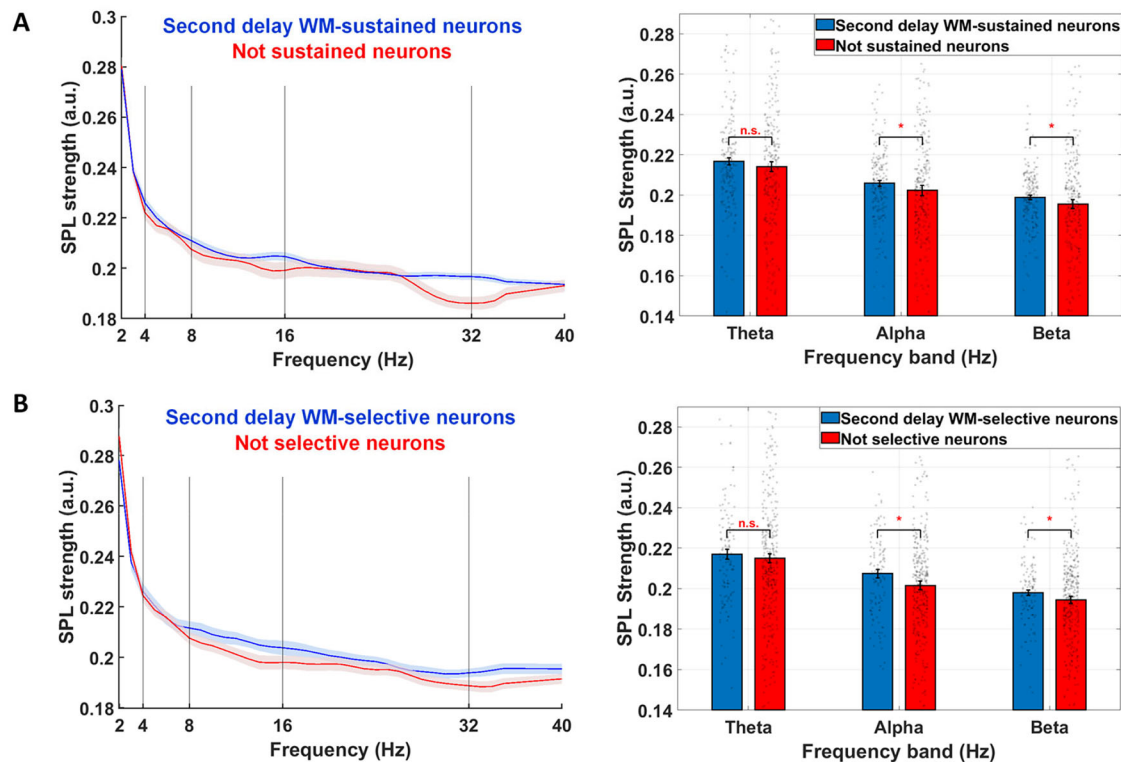 A
Second delay WM-sustained neurons
Not sustained neurons
SPL strength (a.u.)
0.3
0.28
0.26
0.24
0.22
0.2
0.18
2 4 8 16 32 40
Frequency (Hz)
Second delay WM-sustained neurons
Not sustained neurons
SPL Strength (a.u.)
0.28
0.26
0.24
0.22
0.2
0.18
0.16
0.14
n.s. * *
Theta Alpha Beta
Frequency band (Hz)
B
Second delay WM-selective neurons
Not selective neurons
SPL strength (a.u.)
0.3
0.28
0.26
0.24
0.22
0.2
0.18
2 4 8 16 32 40
Frequency (Hz)
Second delay WM-selective neurons
Not selective neurons
SPL Strength (a.u.)
0.28
0.26
0.24
0.22
0.2
0.18
0.16
0.14
n.s. * *
Theta Alpha Beta
Frequency band (Hz)